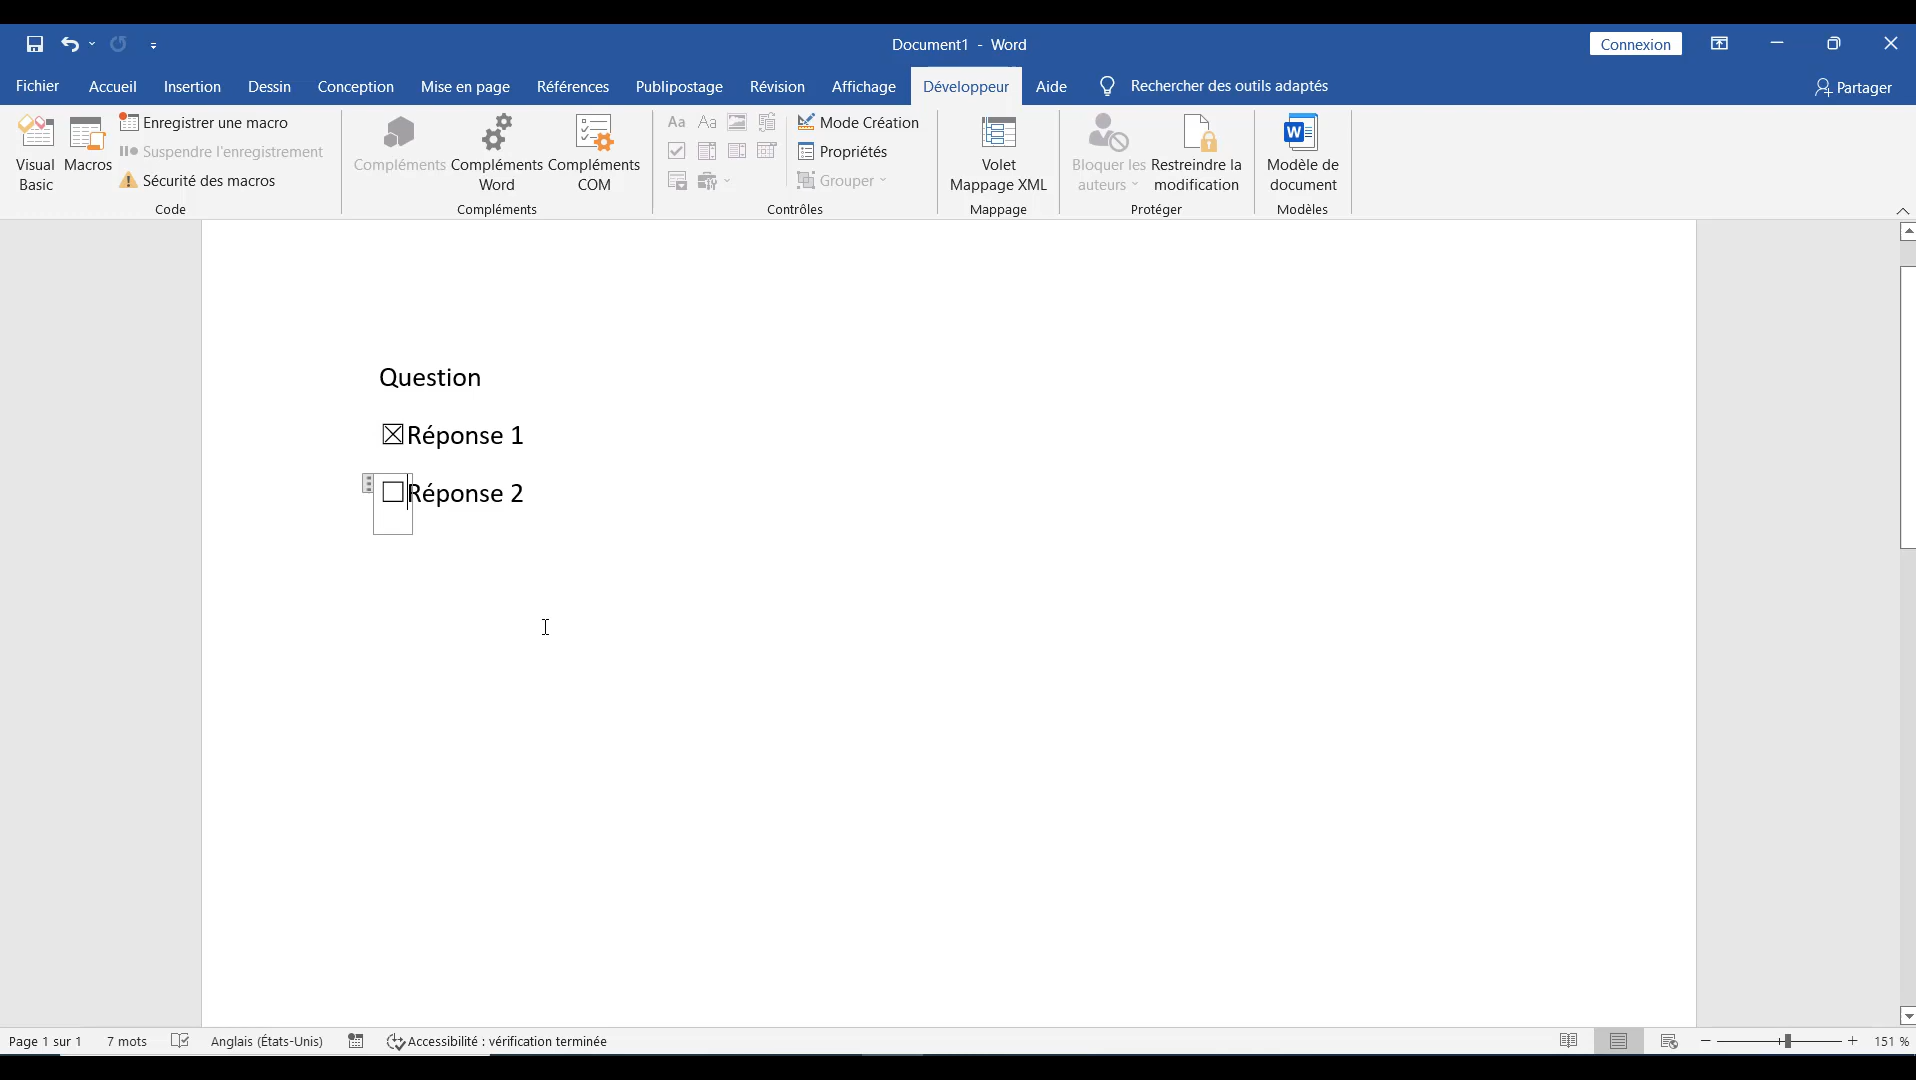 Document1 - Word
Connexion
Fichier Accueil Insertion Dessin Conception Mise en page Références Publipostage Révision Affichage Développeur Aide Rechercher des outils adaptés Partager
Visual Basic
Macros
Enregistrer une macro
Suspendre l'enregistrement
Sécurité des macros
Code
Compléments
Compléments Word
Compléments COM
Compléments
Aa Aa
Mode Création
Propriétés
Grouper
Contrôles
Volet Mappage XML
Mappage
Bloquer les auteurs
Restreindre la modification
Protéger
Modèle de document
Modèles
Question
☒Réponse 1
☐Réponse 2
Page 1 sur 1 7 mots Anglais (États-Unis) Accessibilité : vérification terminée 151 %